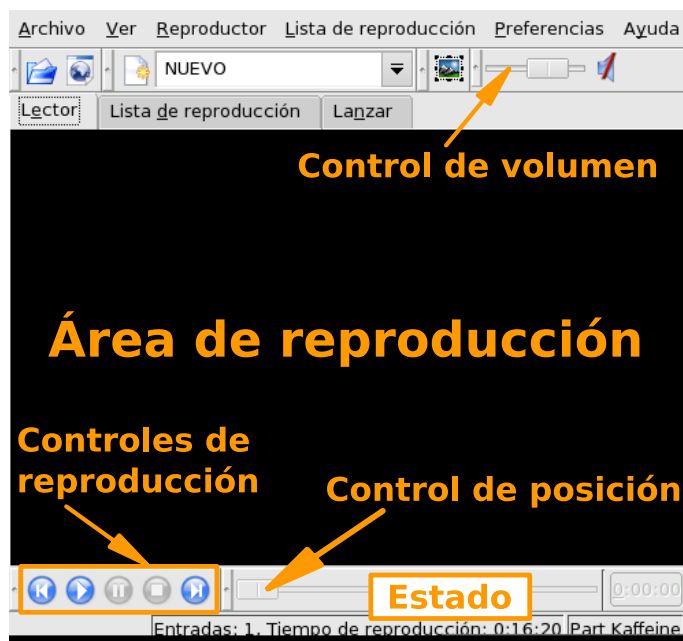 Archivo Ver Reproductor Lista de reproducción Preferencias Ayuda
NUEVO
Lector Lista de reproducción Lanzar
Control de volumen
Área de reproducción
Controles de
reproducción
Control de posición
Estado
0:00:00
Entradas: 1, Tiempo de reproducción: 0:16:20 Part Kaffeine